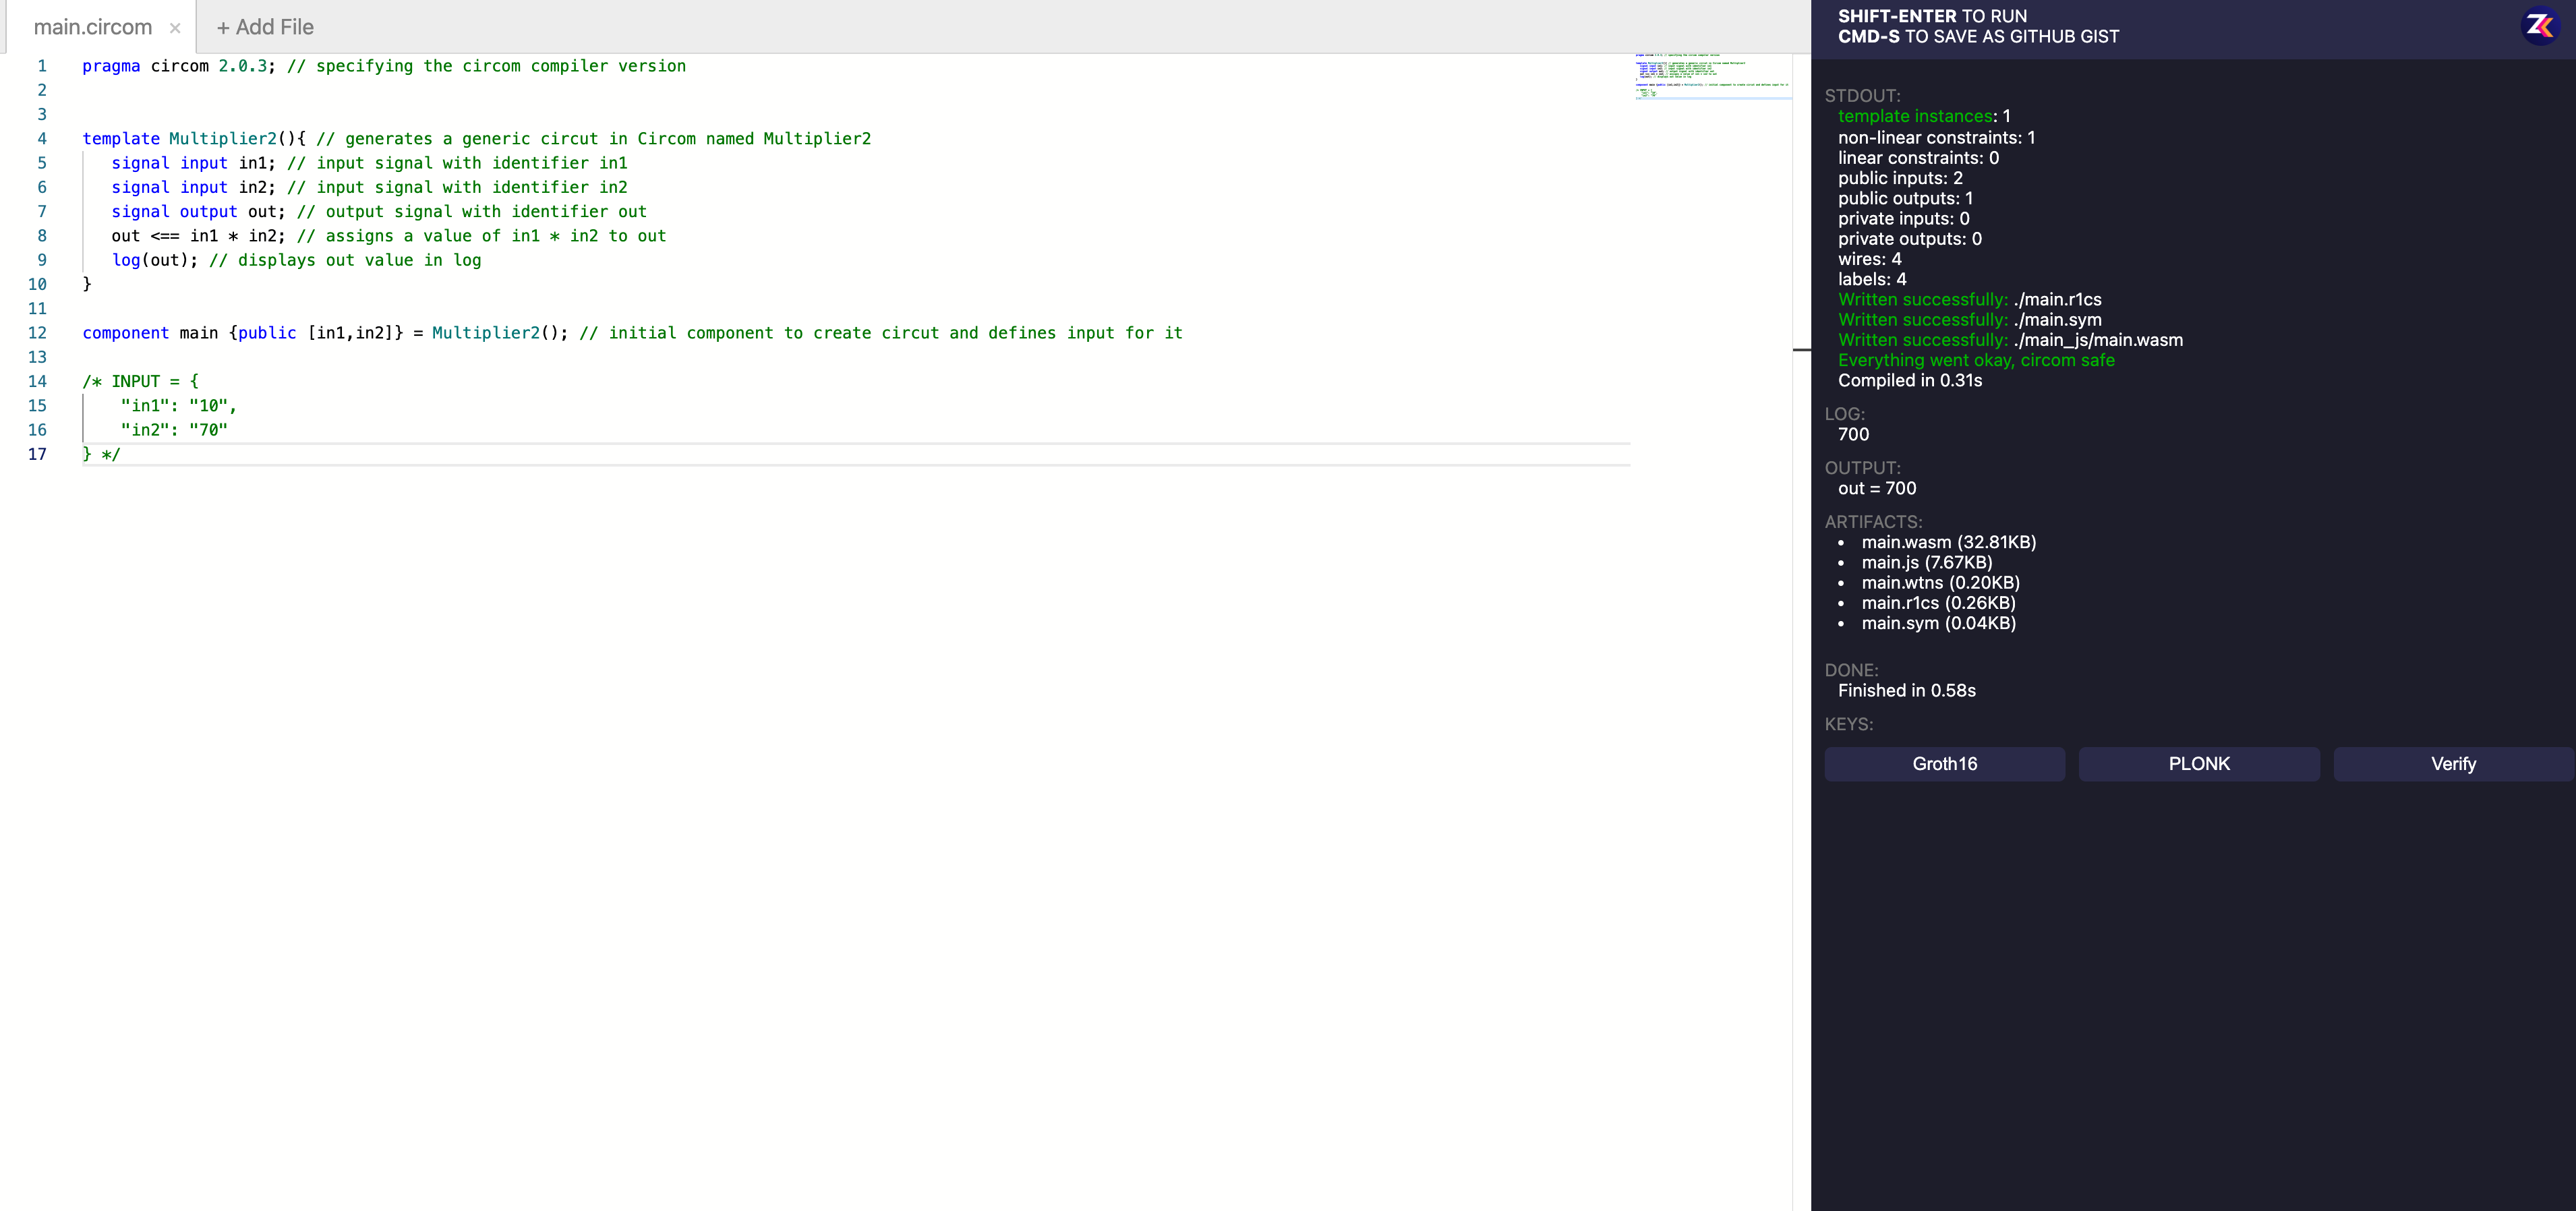 main.circom × + Add File
1 pragma circom 2.0.3; // specifying the circom compiler version
2
3
4 template Multiplier2(){ // generates a generic circut in Circom named Multiplier2
5 signal input in1; // input signal with identifier in1
6 signal input in2; // input signal with identifier in2
7 signal output out; // output signal with identifier out
8 out <== in1 * in2; // assigns a value of in1 * in2 to out
9 log(out); // displays out value in log
10 }
11
12 component main {public [in1,in2]} = Multiplier2(); // initial component to create circut and defines input for it
13
14 /* INPUT = {
15 "in1": "10",
16 "in2": "70"
17 } */
SHIFT-ENTER TO RUN
CMD-S TO SAVE AS GITHUB GIST
ZK
STDOUT:
template instances: 1
non-linear constraints: 1
linear constraints: 0
public inputs: 2
public outputs: 1
private inputs: 0
private outputs: 0
wires: 4
labels: 4
Written successfully: ./main.r1cs
Written successfully: ./main.sym
Written successfully: ./main_js/main.wasm
Everything went okay, circom safe
Compiled in 0.31s
LOG:
700
OUTPUT:
out = 700
ARTIFACTS:
• main.wasm (32.81KB)
• main.js (7.67KB)
• main.wtns (0.20KB)
• main.r1cs (0.26KB)
• main.sym (0.04KB)
DONE:
Finished in 0.58s
KEYS:
Groth16 PLONK Verify